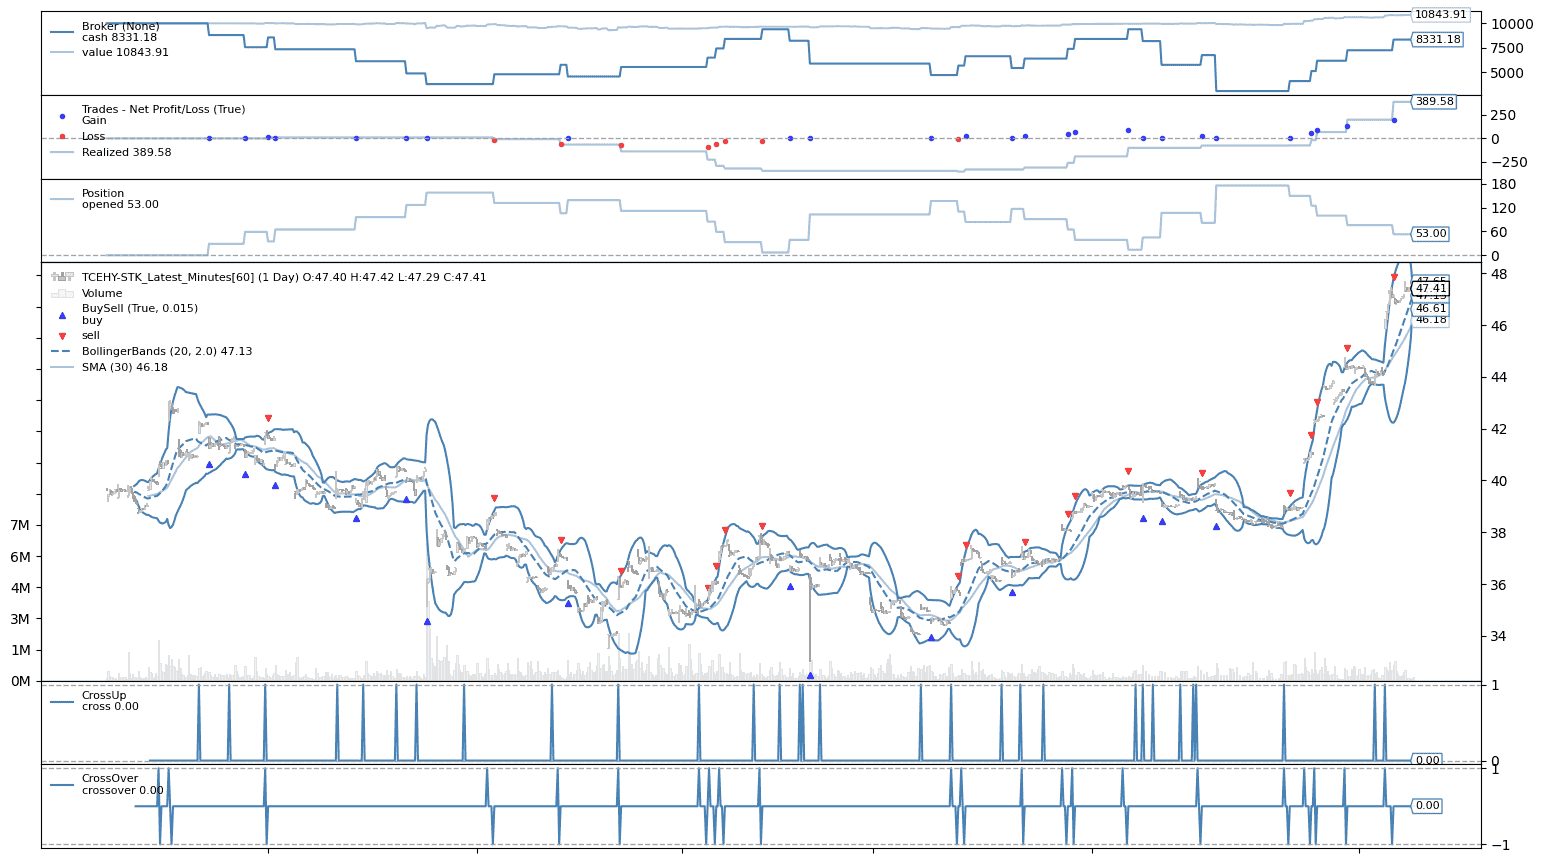 Broker (None)
cash 8331.18
value 10843.91
10843.91
10000
8331.18
7500
5000
Trades - Net Profit/Loss (True)
Gain
Loss
Realized 389.58
389.58
250
0
−250
Position
opened 53.00
180
120
60
53.00
0
TCEHY-STK_Latest_Minutes[60] (1 Day) O:47.40 H:47.42 L:47.29 C:47.41
Volume
BuySell (True, 0.015)
buy
sell
BollingerBands (20, 2.0) 47.13
SMA (30) 46.18
47.65
47.41
47.13
46.61
46.18
48
46
44
42
40
38
36
34
7M
6M
4M
3M
1M
0M
CrossUp
cross 0.00
1
0.00
0
CrossOver
crossover 0.00
1
0.00
−1